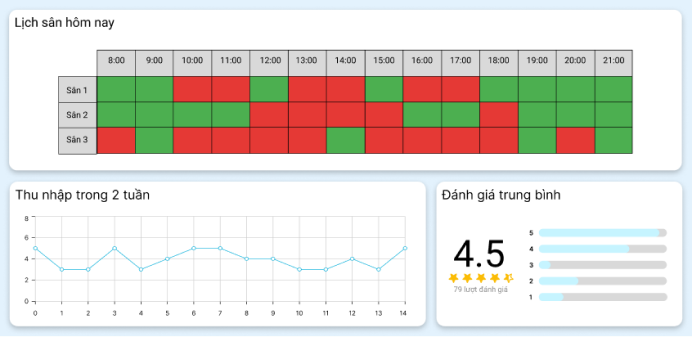 Lịch sân hôm nay
8:00 9:00 10:00 11:00 12:00 13:00 14:00 15:00 16:00 17:00 18:00 19:00 20:00 21:00
Sân 1
Sân 2
Sân 3
Thu nhập trong 2 tuần
8
6
4
2
0
0 1 2 3 4 5 6 7 8 9 10 11 12 13 14
Đánh giá trung bình
4.5
79 lượt đánh giá
5
4
3
2
1